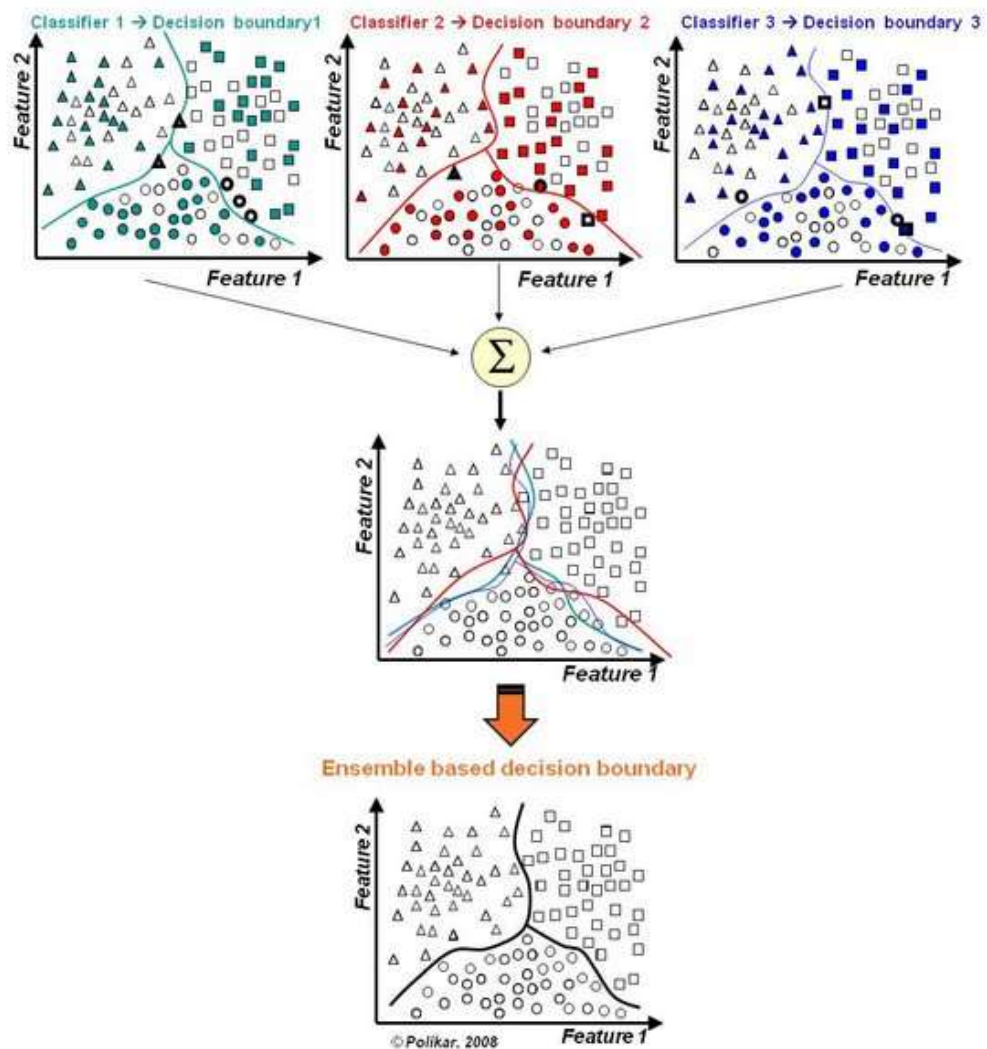 Classifier 1 → Decision boundary1
Classifier 2 → Decision boundary 2
Classifier 3 → Decision boundary 3
Feature 2
Feature 1
Feature 2
Feature 1
Feature 2
Feature 1
Σ
Feature 2
Feature 1
Ensemble based decision boundary
Feature 2
Feature 1
© Polikar, 2008